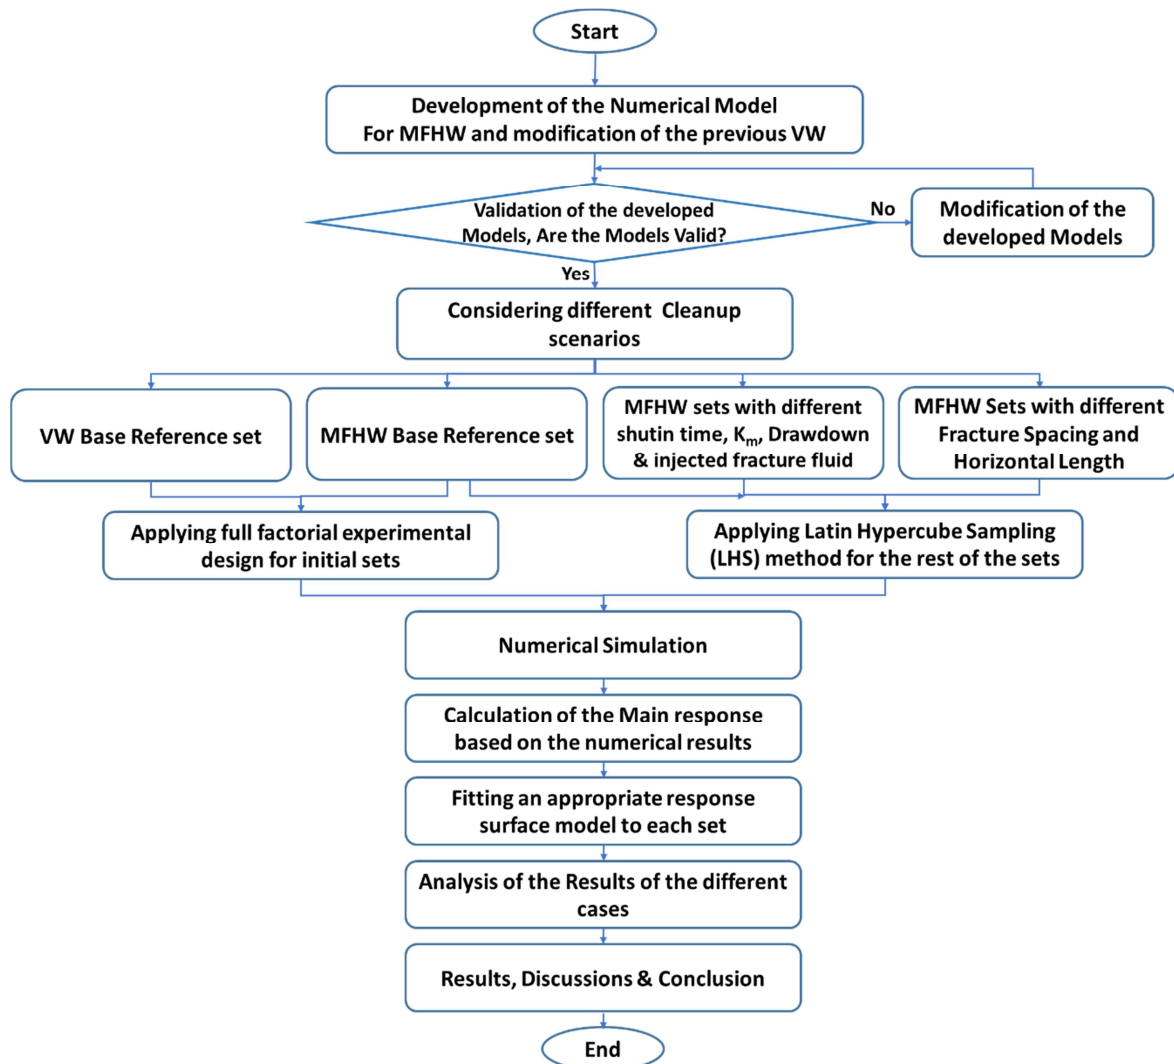 Start
Development of the Numerical Model
For MFHW and modification of the previous VW
Validation of the developed
Models, Are the Models Valid?
No
Modification of the
developed Models
Yes
Considering different Cleanup
scenarios
VW Base Reference set
MFHW Base Reference set
MFHW sets with different
shutin time, Km, Drawdown
& injected fracture fluid
MFHW Sets with different
Fracture Spacing and
Horizontal Length
Applying full factorial experimental
design for initial sets
Applying Latin Hypercube Sampling
(LHS) method for the rest of the sets
Numerical Simulation
Calculation of the Main response
based on the numerical results
Fitting an appropriate response
surface model to each set
Analysis of the Results of the different
cases
Results, Discussions & Conclusion
End